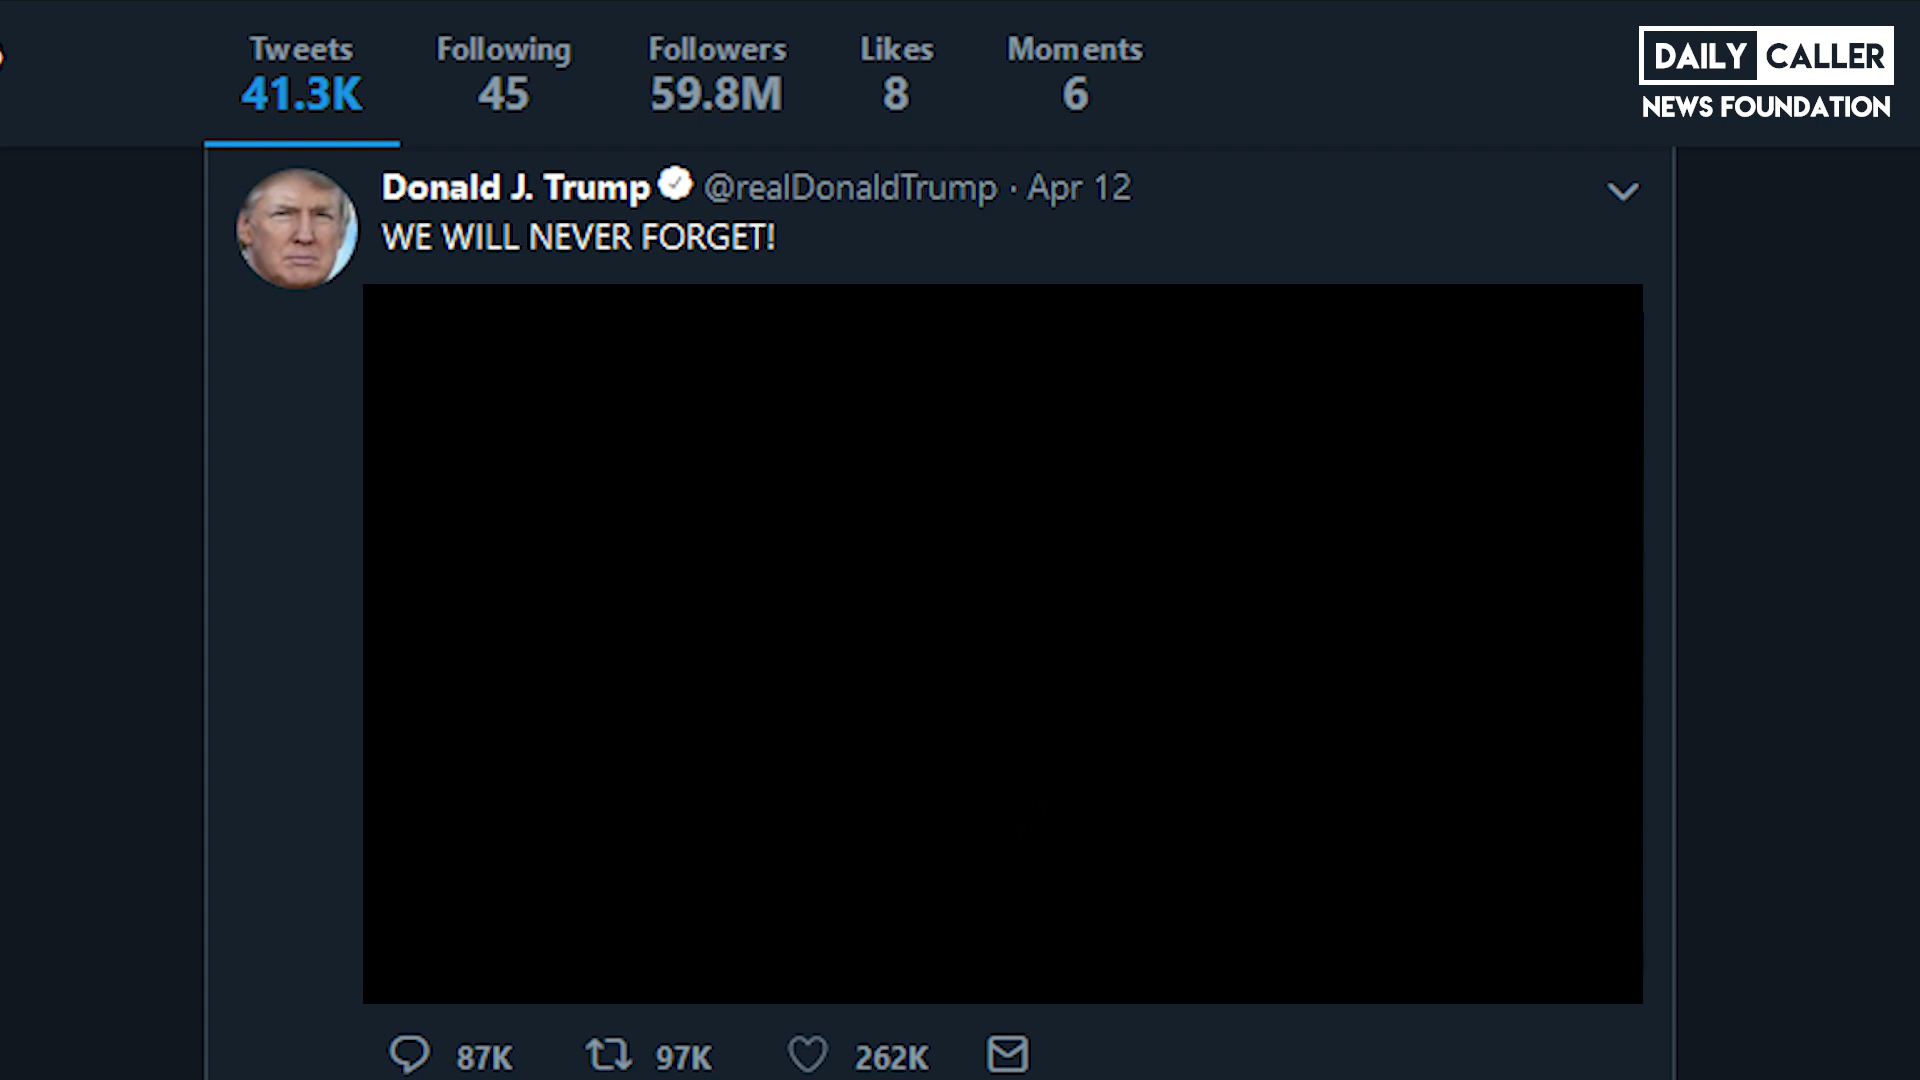 Tweets Following Followers Likes Moments
41.3K 45 59.8M 8 6
DAILY CALLER
NEWS FOUNDATION
Donald J. Trump @realDonaldTrump · Apr 12
WE WILL NEVER FORGET!
87K 97K 262K